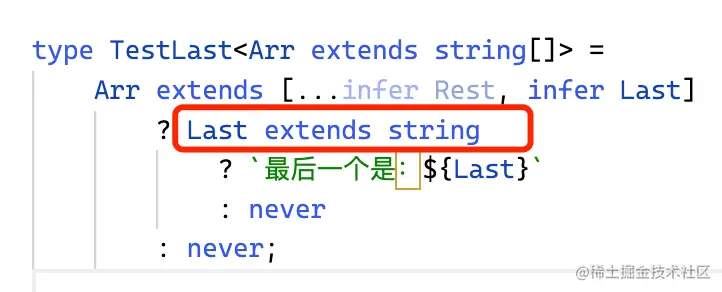 type TestLast<Arr extends string[]> =
Arr extends [...infer Rest, infer Last]
? Last extends string
? `最后一个是：${Last}`
: never
: never;
@稀土掘金技术社区